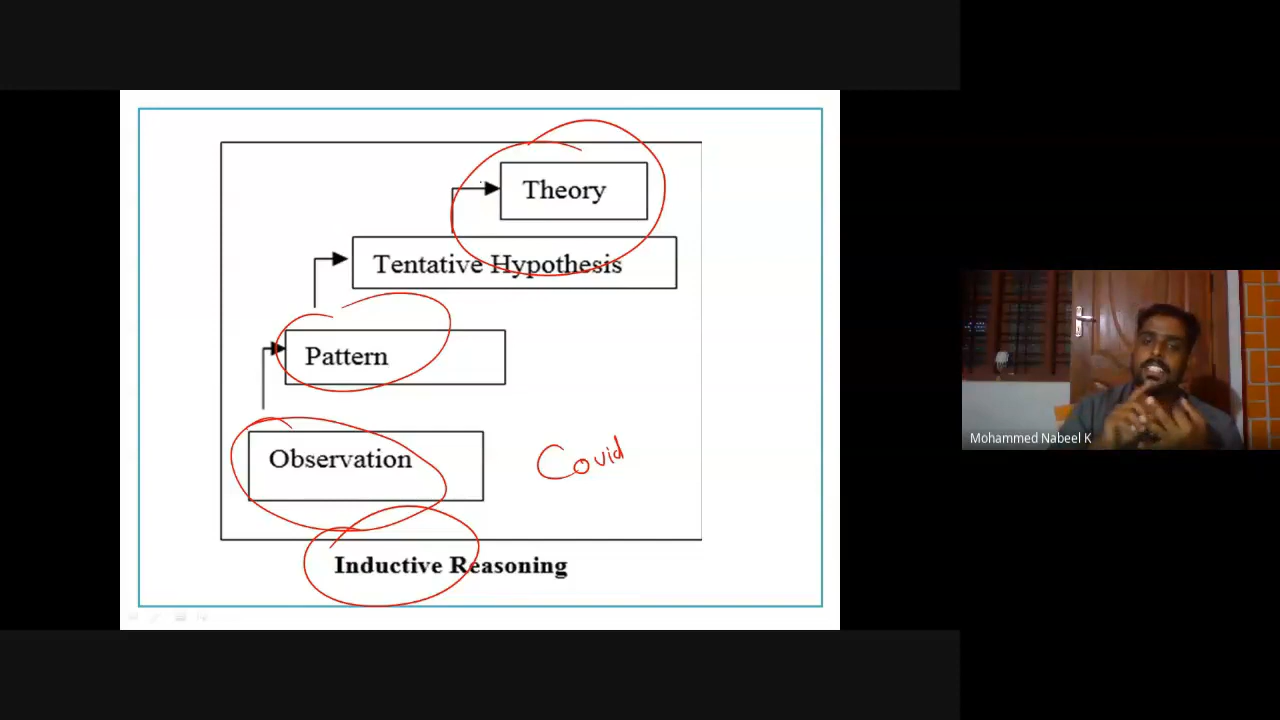 Theory
Tentative Hypothesis
Pattern
Observation
Covid
Inductive Reasoning
Mohammed Nabeel K